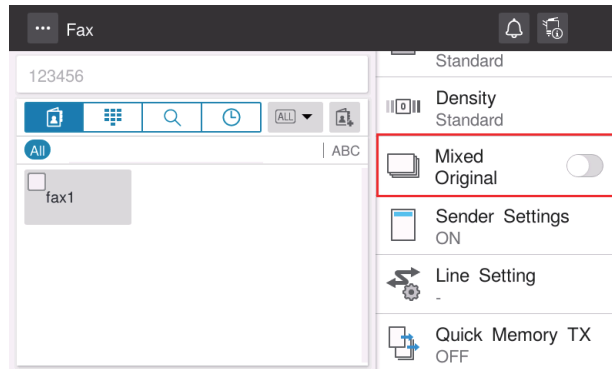 Fax
123456
ALL
All
ABC
fax1
Standard
Density
Standard
Mixed
Original
Sender Settings
ON
Line Setting
-
Quick Memory TX
OFF